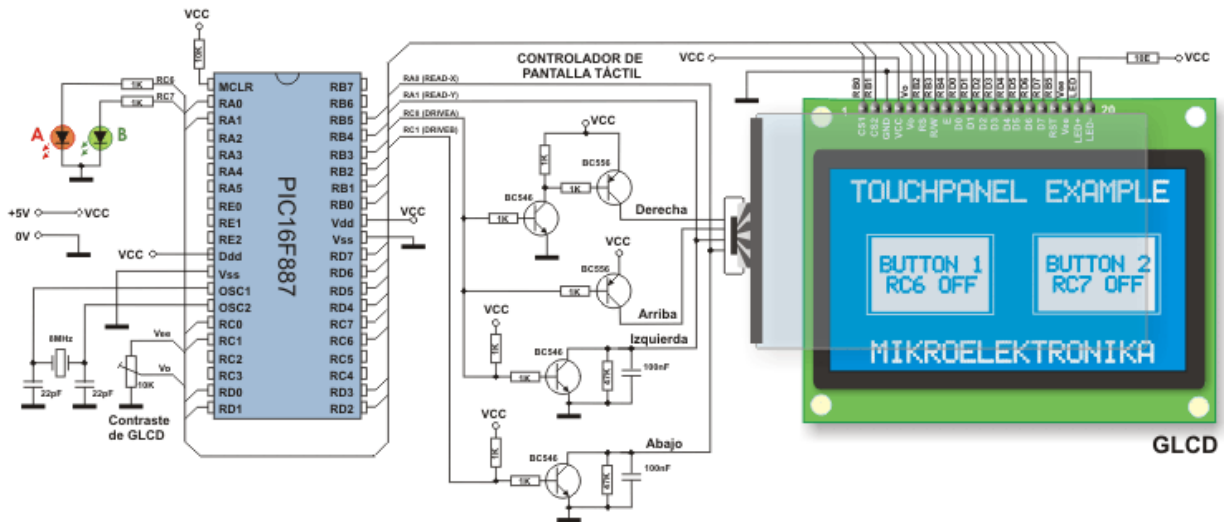 VCC
10K
RC6
1K
RC7
1K
A
B
+5V
VCC
0V
VCC
8MHz
22pF
22pF
Vee
Vo
10K
Contraste
de GLCD
PIC16F887
MCLR
RA0
RA1
RA2
RA3
RA4
RA5
RE0
RE1
RE2
Ddd
Vss
OSC1
OSC2
RC0
RC1
RC2
RC3
RD0
RD1
RB7
RB6
RB5
RB4
RB3
RB2
RB1
RB0
Vdd
Vss
RD7
RD6
RD5
RD4
RC7
RC6
RC5
RC4
RD3
RD2
VCC
CONTROLADOR DE
PANTALLA TÁCTIL
RA0 (READ-X)
RA1 (READ-Y)
RC0 (DRIVEA)
RC1 (DRIVEB)
VCC
1K
BC556
1K
BC546
1K
Derecha
VCC
BC556
1K
Arriba
VCC
1K
BC546
1K
Izquierda
47K
100nF
VCC
1K
BC546
1K
Abajo
47K
100nF
VCC
10E
VCC
RB0
RB1
Vo
RB2
RB3
RB4
RD0
RD1
RD2
RD3
RD4
RD5
RD6
RD7
RB5
Vee
LED
1
20
CS1
CS2
GND
VCC
Vo
RS
R/W
E
D0
D1
D2
D3
D4
D5
D6
D7
RST
Vee
LED+
LED-
TOUCHPANEL EXAMPLE
BUTTON 1
RC6 OFF
BUTTON 2
RC7 OFF
MIKROELEKTRONIKA
GLCD